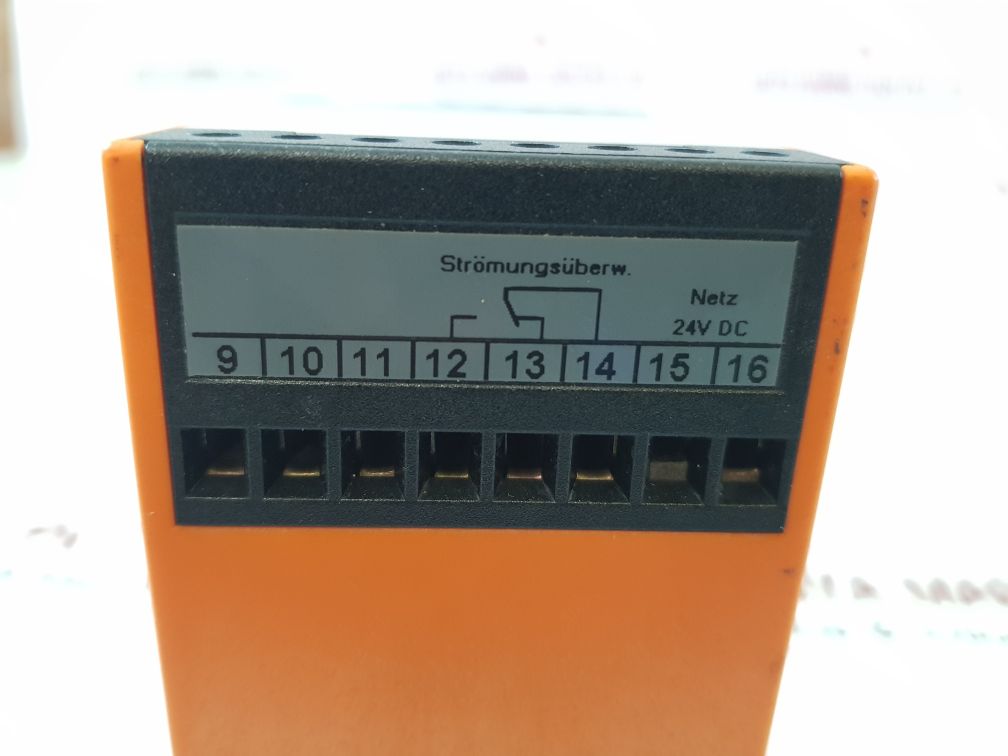 Strömungsüberw.
Netz
24V DC
9 10 11 12 13 14 15 16